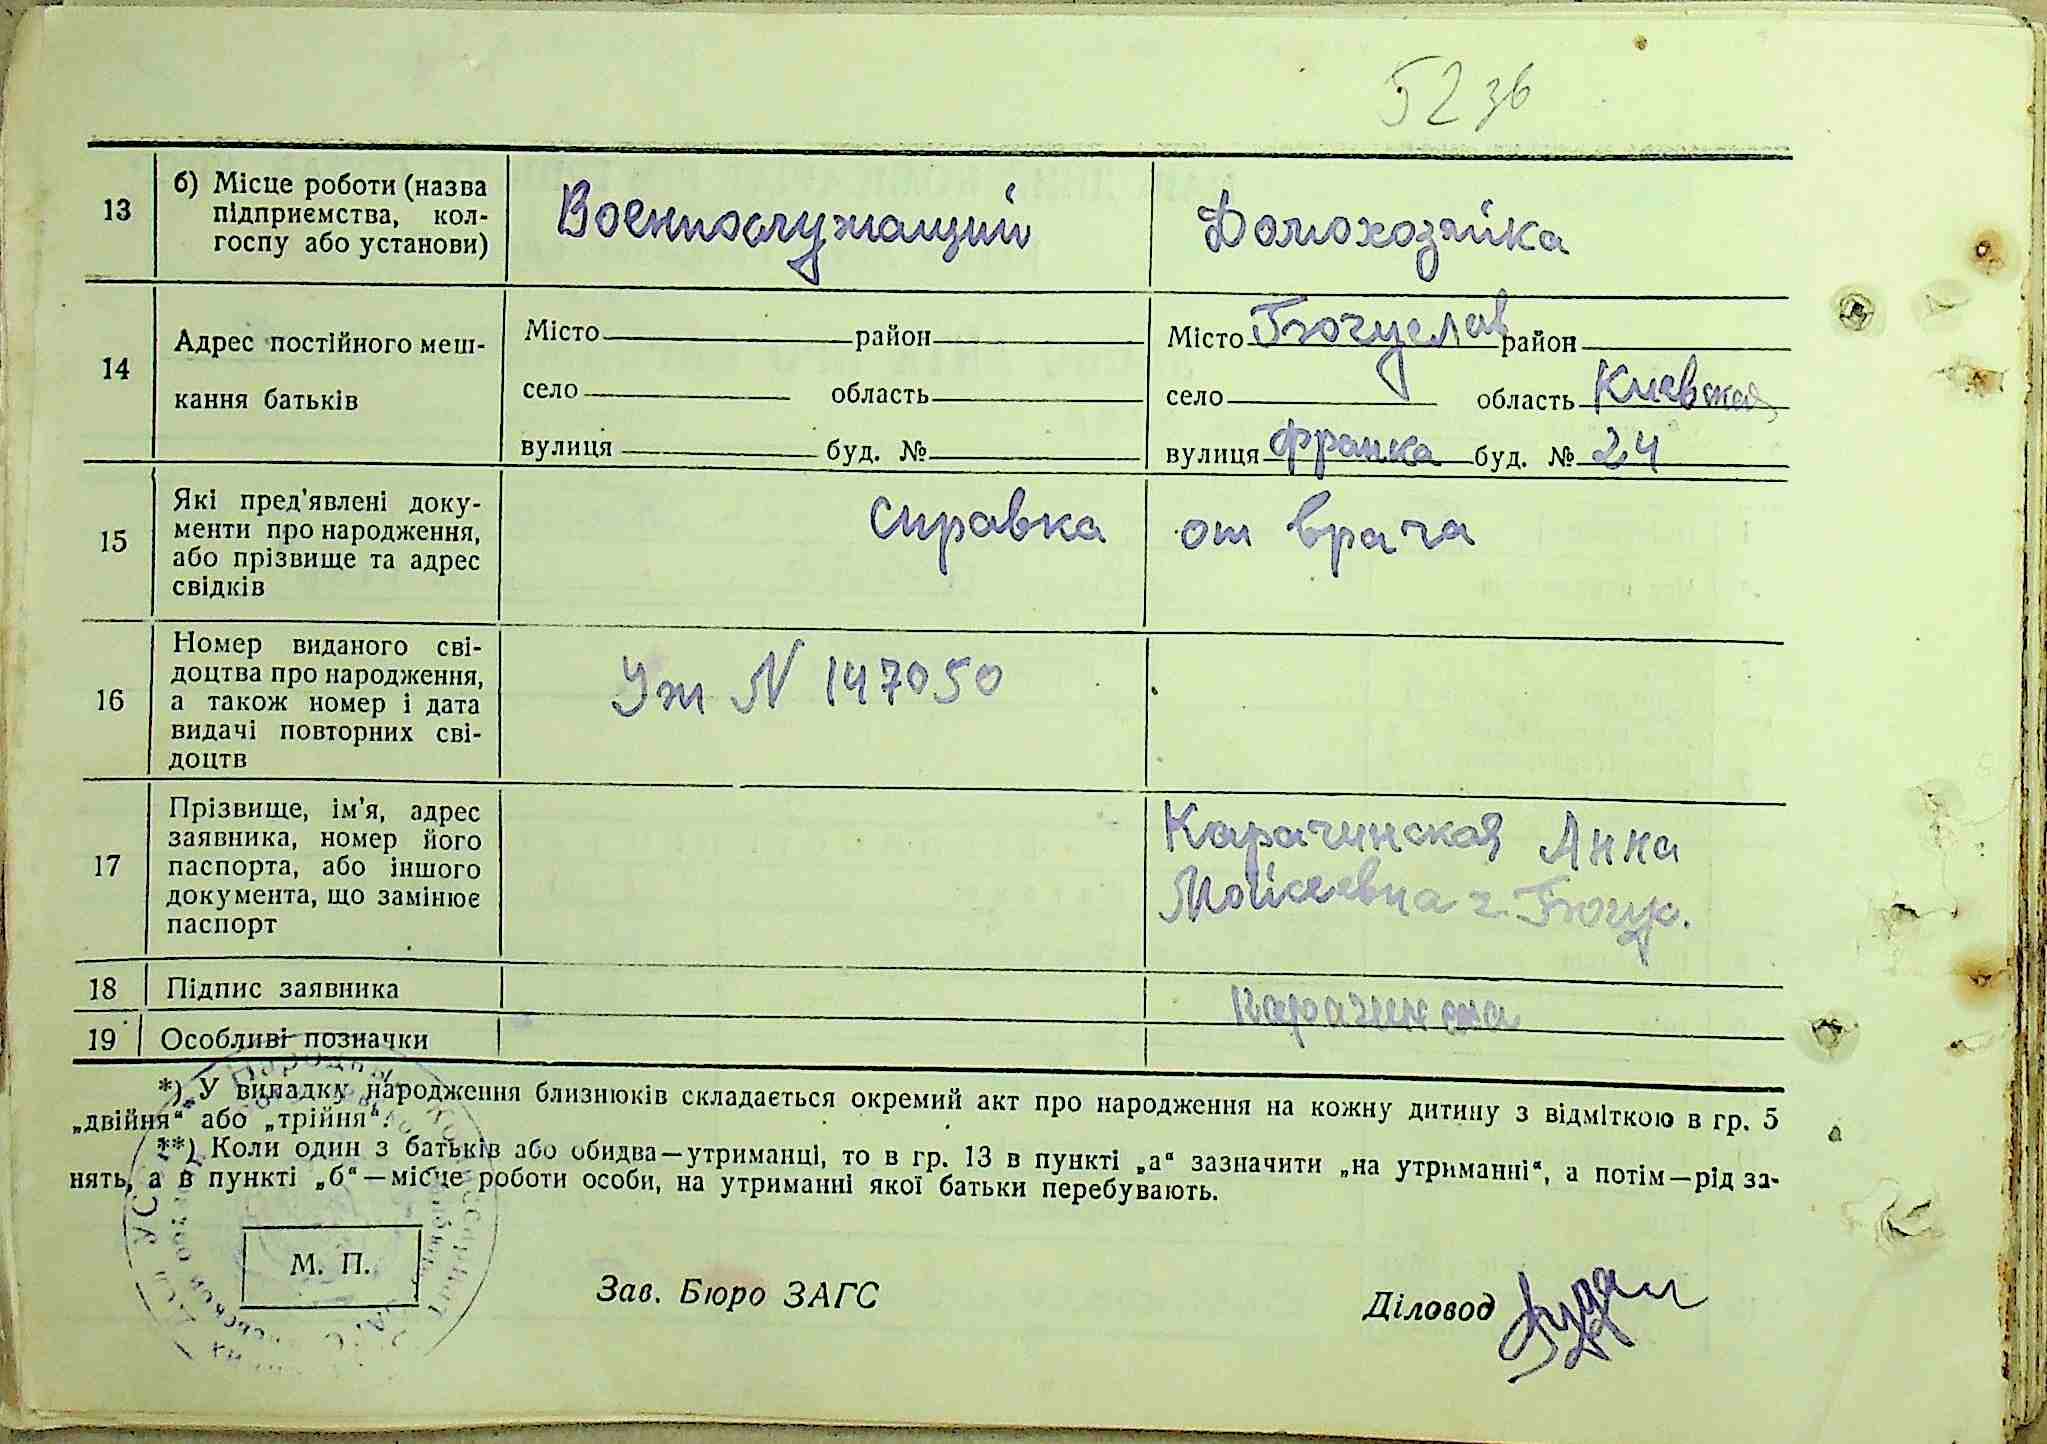 52 зв
13
б) Місце роботи (назва
підприємства, кол-
госпу або установи)
Военнослужащий
Домохозяйка
14
Адрес постійного меш-
кання батьків
Місто район
село область
вулиця буд. №
Місто Богуслав район
село область Киевская
вулиця Франка буд. № 24
15
Які пред'явлені доку-
менти про народження,
або прізвище та адрес
свідків
справка от врача
16
Номер виданого сві-
доцтва про народження,
а також номер і дата
видачі повторних сві-
доцтв
N 147050
17
Прізвище, ім'я, адрес
заявника, номер його
паспорта, або іншого
документа, що замінює
паспорт
Карачинская Анна
Мойсеевна г. Богус.
18
Підпис заявника
19
Особливі позначки
*) У випадку народження близнюків складається окремий акт про народження на кожну дитину з відміткою в гр. 5
„двійня“ або „трійня“.
**) Коли один з батьків або обидва—утриманці, то в гр. 13 в пункті „а“ зазначити „на утриманні“, а потім—рід за-
нять, а в пункті „б“—місце роботи особи, на утриманні якої батьки перебувають.
М. П.
Зав. Бюро ЗАГС
Діловод